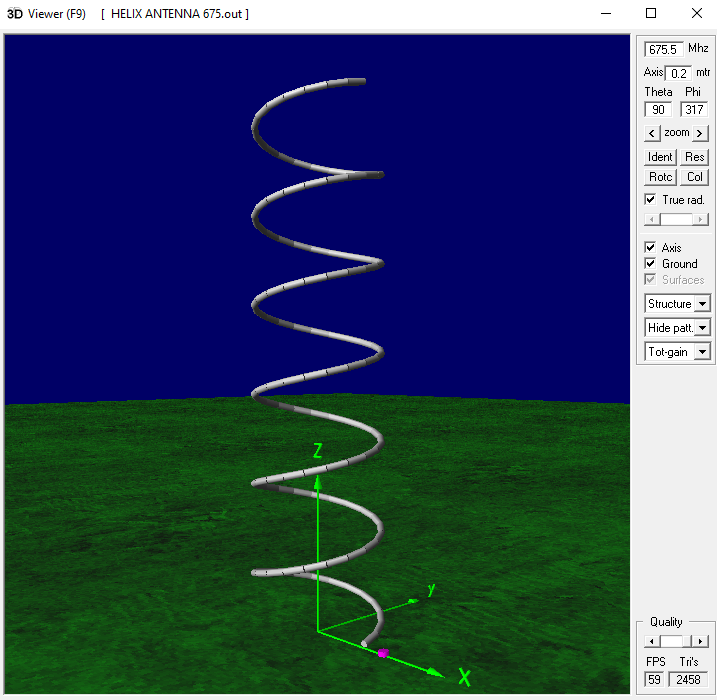 3D Viewer (F9) [ HELIX ANTENNA 675.out ]
675.5 Mhz
Axis 0.2 mtr
Theta Phi
90 317
< zoom >
Ident Res
Rotc Col
True rad.
Axis
Ground
Surfaces
Structure
Hide patt.
Tot-gain
Z
y
X
Quality
FPS Tri's
59 2458